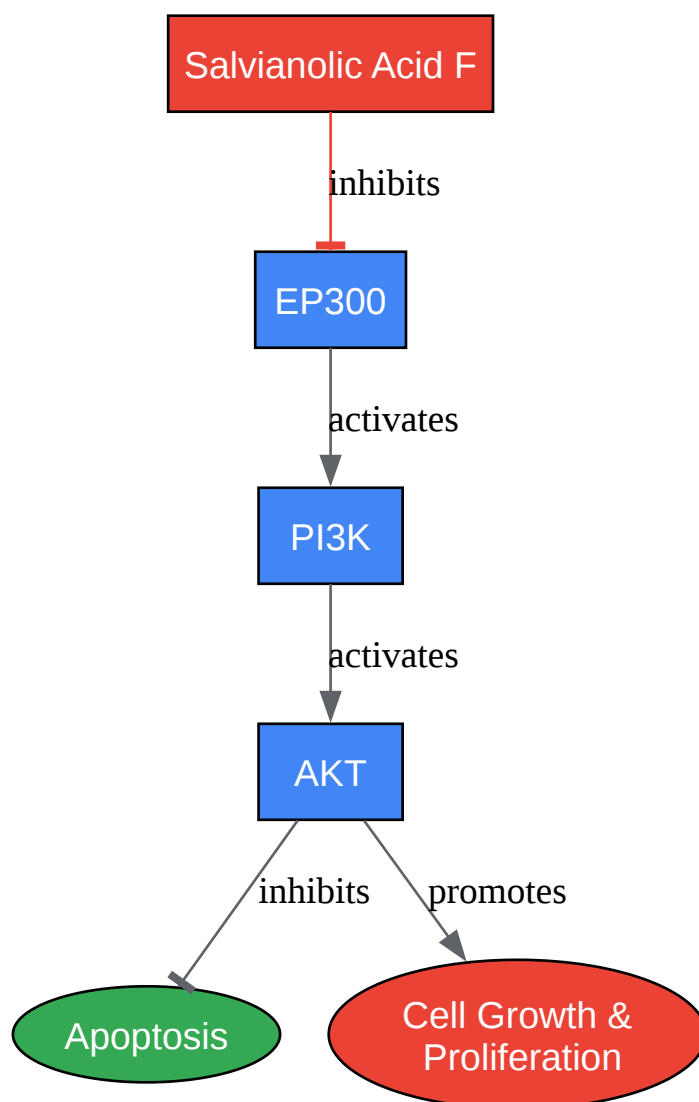 Salvianolic Acid F
inhibits
EP300
activates
PI3K
activates
AKT
inhibits
promotes
Apoptosis
Cell Growth &
Proliferation